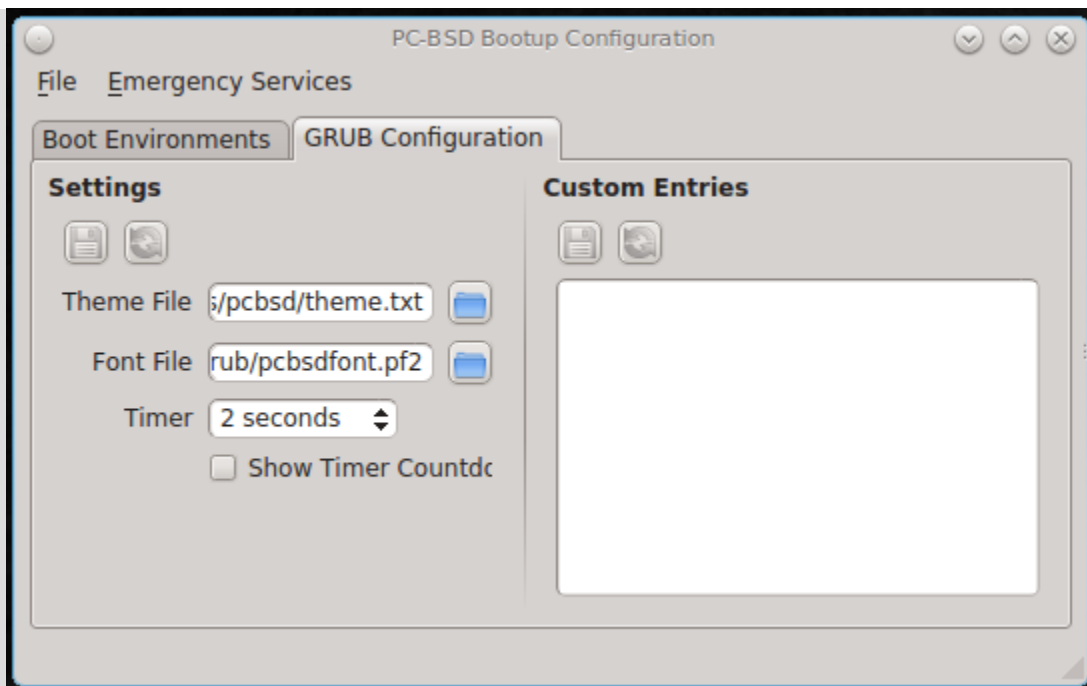 PC-BSD Bootup Configuration
File Emergency Services
Boot Environments GRUB Configuration
Settings
Theme File s/pcbsd/theme.txt
Font File rub/pcbsdfont.pf2
Timer 2 seconds
Show Timer
Custom Entries